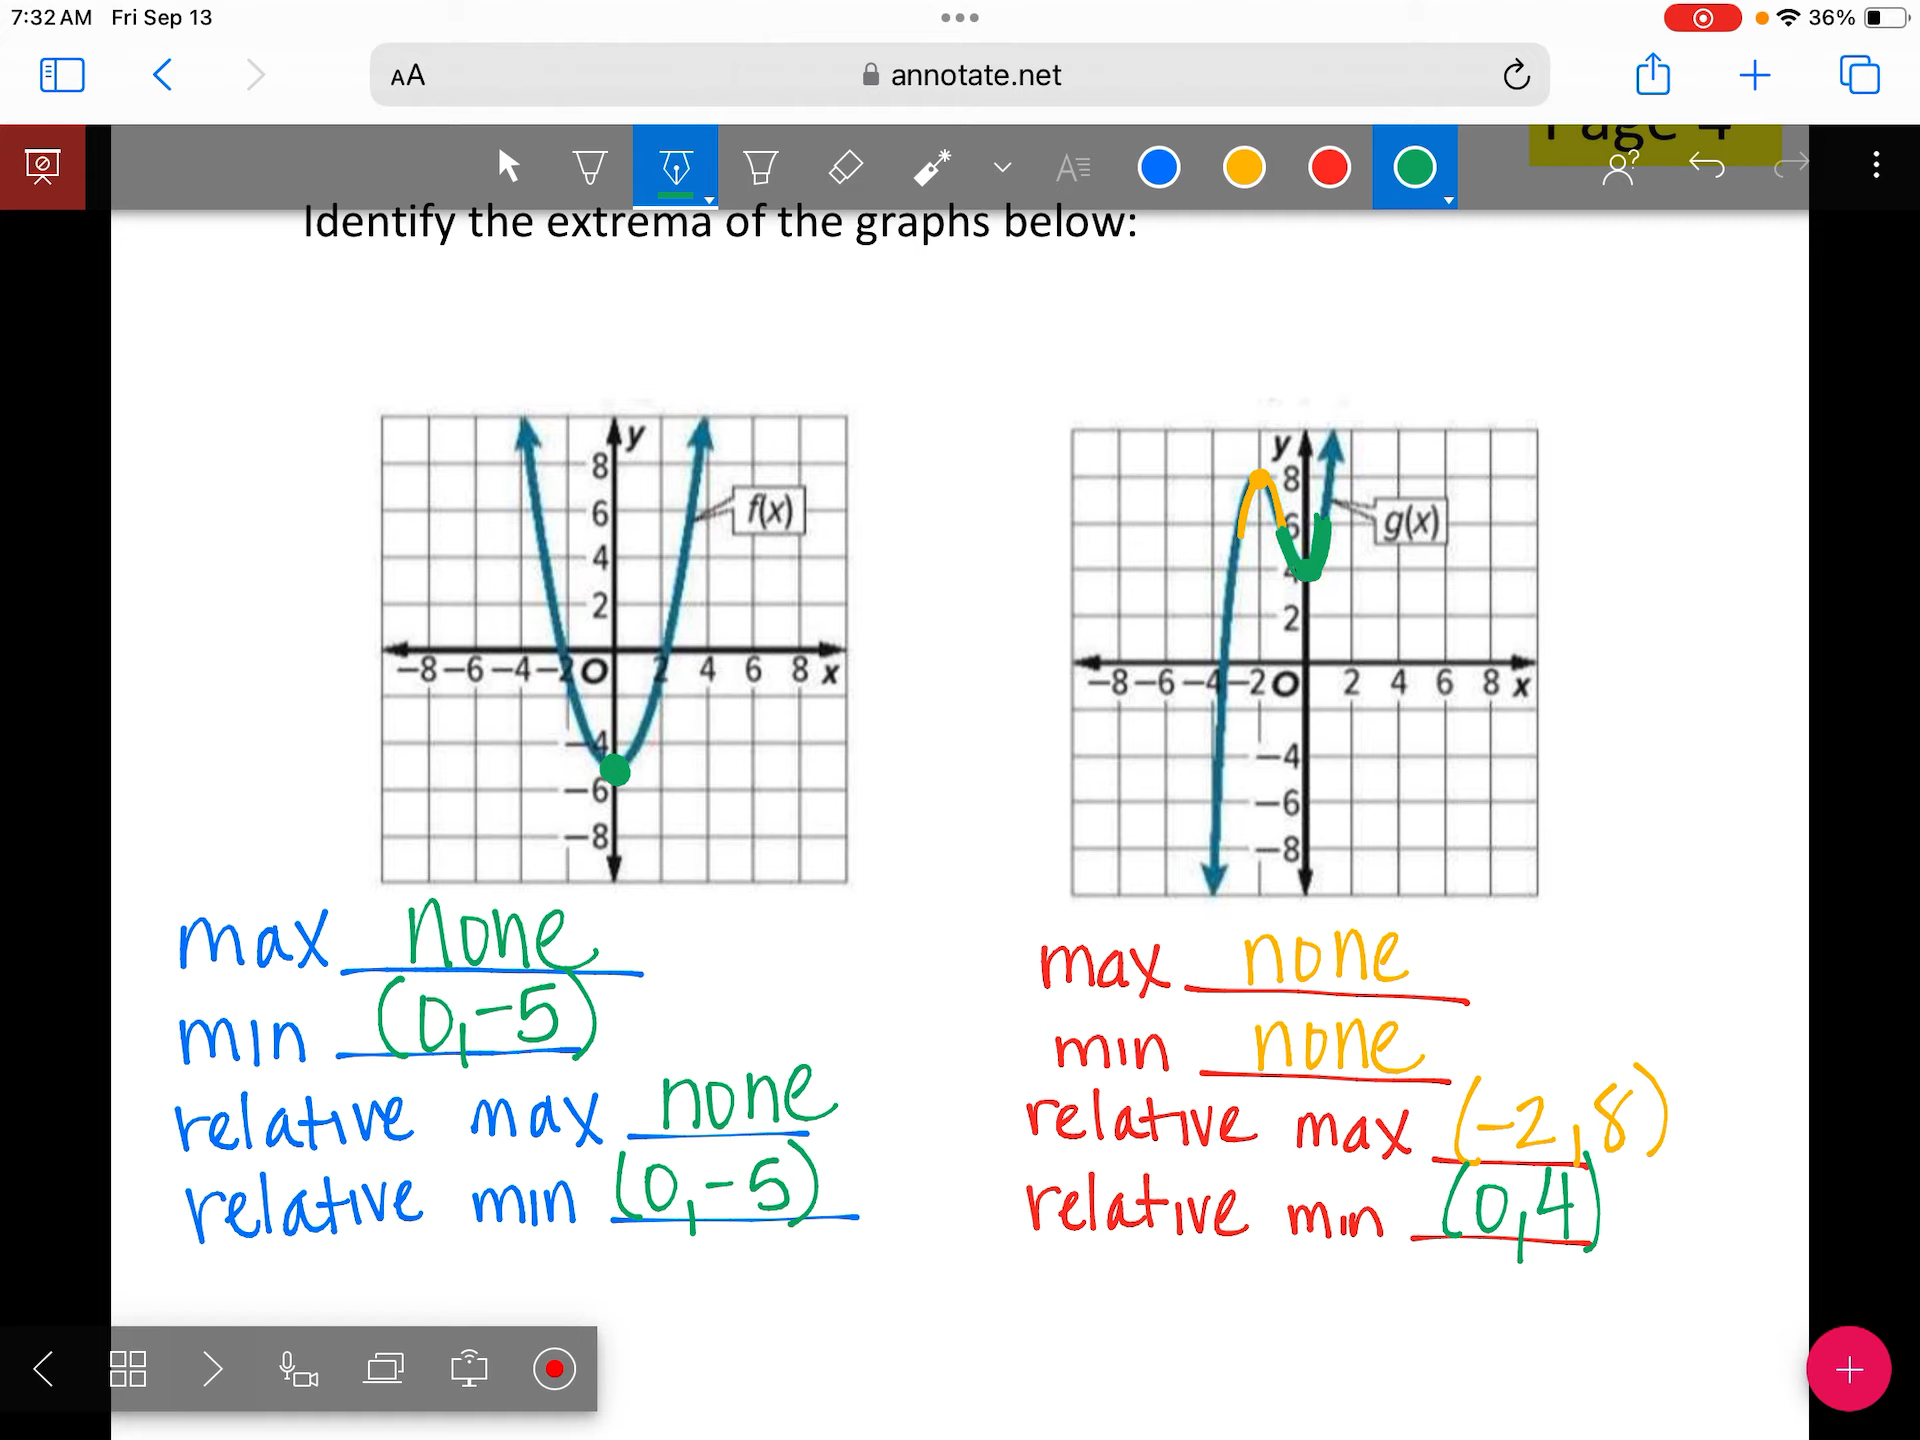 7:32 AM Fri Sep 13
36%
AA annotate.net
Page 4
Identify the extrema of the graphs below:
y
8
6
4
2
−8 −6 −4 −2 O 2 4 6 8 x
−4
−6
−8
f(x)
y
8
6
4
2
−8 −6 −4 −2 O 2 4 6 8 x
−4
−6
−8
g(x)
max none
min (0,-5)
relative max none
relative min (0,-5)
max none
min none
relative max (-2,8)
relative min (0,4)